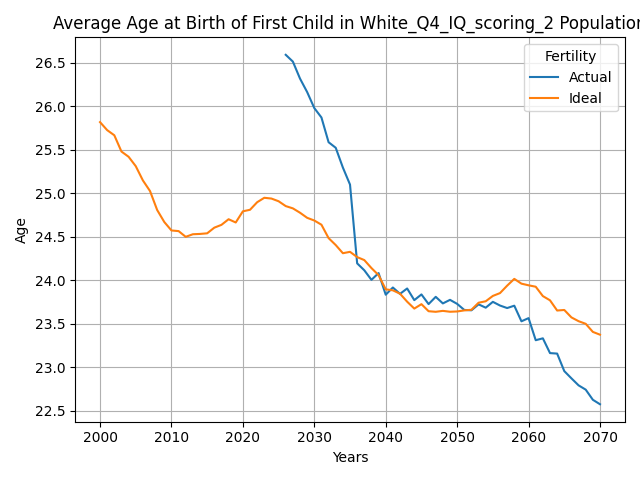 Average Age at Birth of First Child in White_Q4_IQ_scoring_2 Population
Fertility
Actual
Ideal
Age
26.5
26.0
25.5
25.0
24.5
24.0
23.5
23.0
22.5
2000 2010 2020 2030 2040 2050 2060 2070
Years